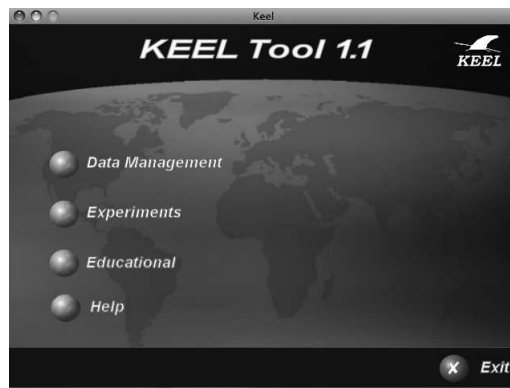 Keel
KEEL Tool 1.1
KEEL
Data Management
Experiments
Educational
Help
X Exit